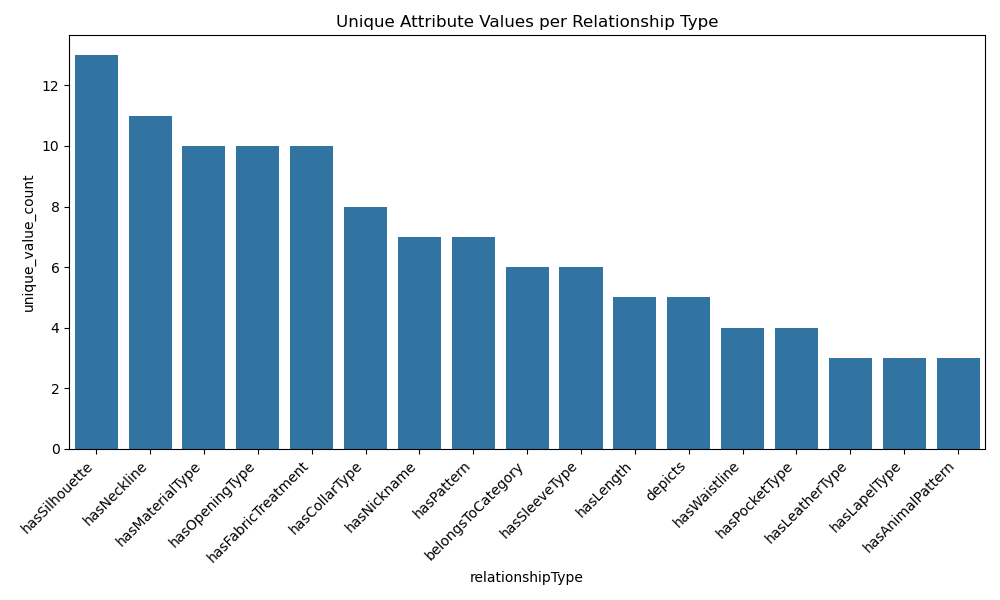 Unique Attribute Values per Relationship Type
unique_value_count
12
10
8
6
4
2
0
hasSilhouette
hasNeckline
hasMaterialType
hasOpeningType
hasFabricTreatment
hasCollarType
hasNickname
hasPattern
belongsToCategory
hasSleeveType
hasLength
depicts
hasWaistline
hasPocketType
hasLeatherType
hasLapelType
hasAnimalPattern
relationshipType